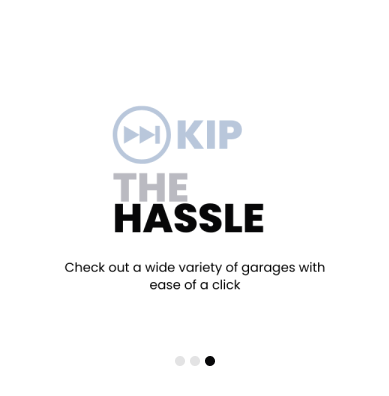 KIP
THE
HASSLE
Check out a wide variety of garages with
ease of a click